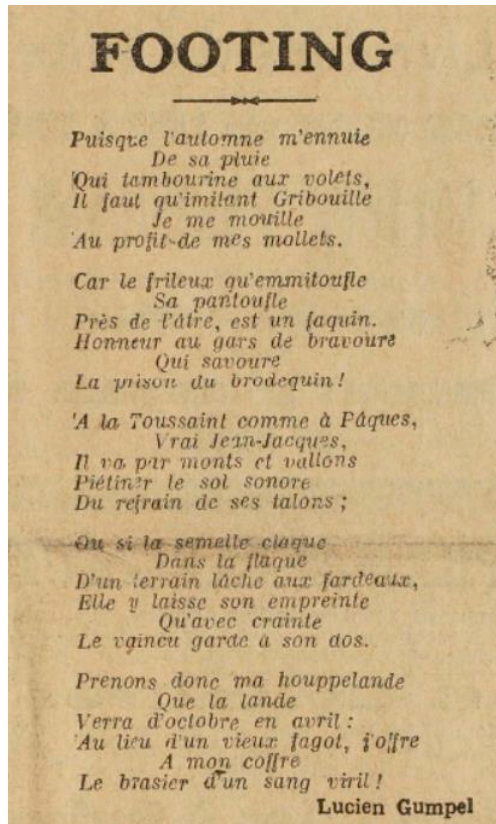 FOOTING
Puisque l'automne m'ennuie
De sa pluie
Qui tambourine aux volets,
Il faut qu'imitant Gribouille
Je me mouille
Au profit de mes mollets.
Car le frileux qu'emmitoufle
Sa pantoufle
Près de l'âtre, est un faquin.
Honneur au gars de bravoure
Qui savoure
La prison du brodequin !
A la Toussaint comme à Pâques,
Vrai Jean-Jacques,
Il va par monts et vallons
Piétiner le sol sonore
Du refrain de ses talons ;
Ou si la semelle claque
Dans la flaque
D'un terrain lâche aux fardeaux,
Elle y laisse son empreinte
Qu'avec crainte
Le vaincu garde à son dos.
Prenons donc ma houppelande
Que la lande
Verra d'octobre en avril :
Au lieu d'un vieux fagot, j'offre
A mon coffre
Le brasier d'un sang viril !
Lucien Gumpel